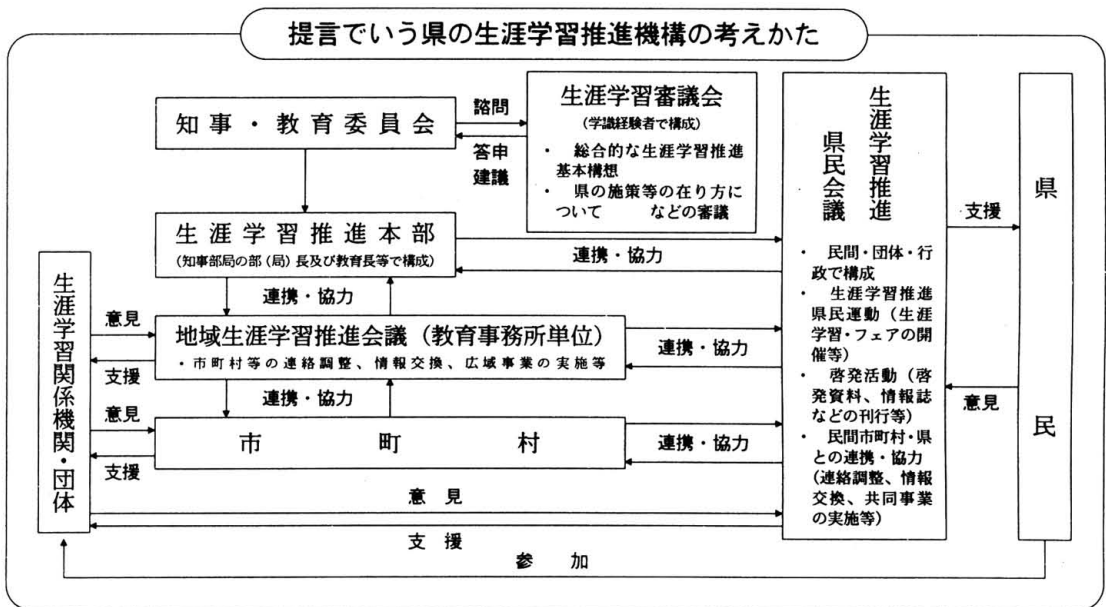 提言でいう県の生涯学習推進機構の考えかた
知事・教育委員会
諮問
答申
建議
生涯学習審議会
(学識経験者で構成)
・ 総合的な生涯学習推進
基本構想
・ 県の施策等の在り方に
ついて などの審議
生涯学習推進本部
(知事部局の部(局)長及び教育長等で構成)
連携・協力
連携・協力
地域生涯学習推進会議(教育事務所単位)
・市町村等の連絡調整、情報交換、広域事業の実施等
連携・協力
連携・協力
市町村
連携・協力
生涯学習関係機関・団体
意見
支援
意見
支援
意見
支援
参加
生涯学習推進
県民会議
・ 民間・団体・行
政で構成
・ 生涯学習推進
県民運動(生涯
学習・フェアの開
催等)
・ 啓発活動(啓
発資料、情報誌
などの刊行等)
・ 民間市町村・県
との連携・協力
(連絡調整、情報
交換、共同事業
の実施等)
支援
意見
県民